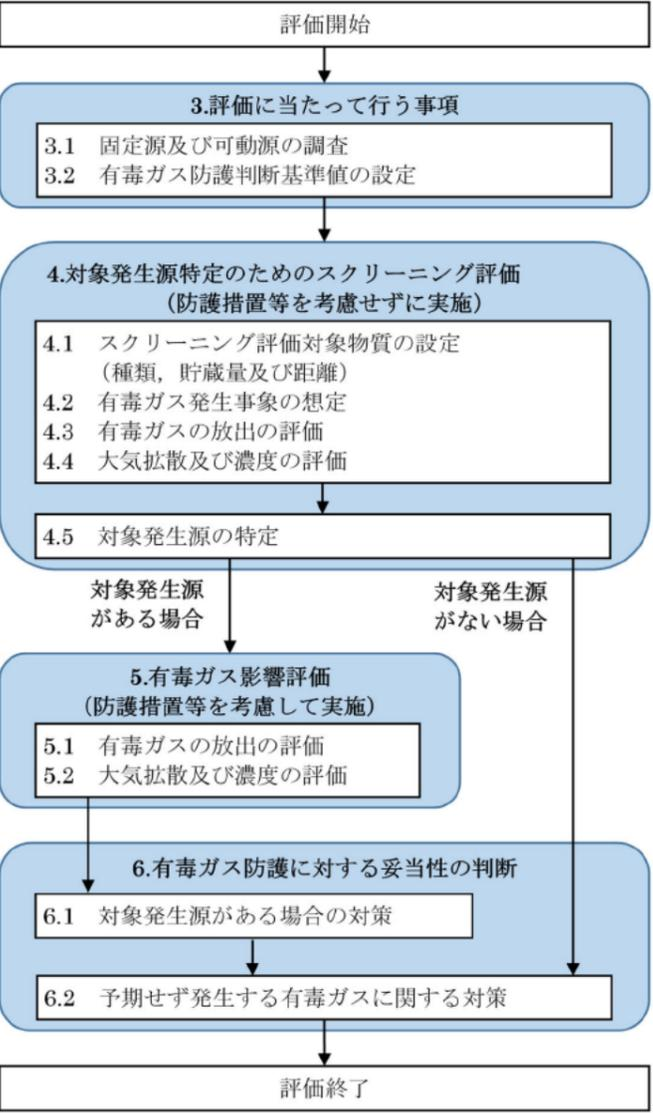 評価開始
3.評価に当たって行う事項
3.1 固定源及び可動源の調査
3.2 有毒ガス防護判断基準値の設定
4.対象発生源特定のためのスクリーニング評価
(防護措置等を考慮せずに実施)
4.1 スクリーニング評価対象物質の設定
(種類，貯蔵量及び距離)
4.2 有毒ガス発生事象の想定
4.3 有毒ガスの放出の評価
4.4 大気拡散及び濃度の評価
4.5 対象発生源の特定
対象発生源
がある場合
対象発生源
がない場合
5.有毒ガス影響評価
(防護措置等を考慮して実施)
5.1 有毒ガスの放出の評価
5.2 大気拡散及び濃度の評価
6.有毒ガス防護に対する妥当性の判断
6.1 対象発生源がある場合の対策
6.2 予期せず発生する有毒ガスに関する対策
評価終了